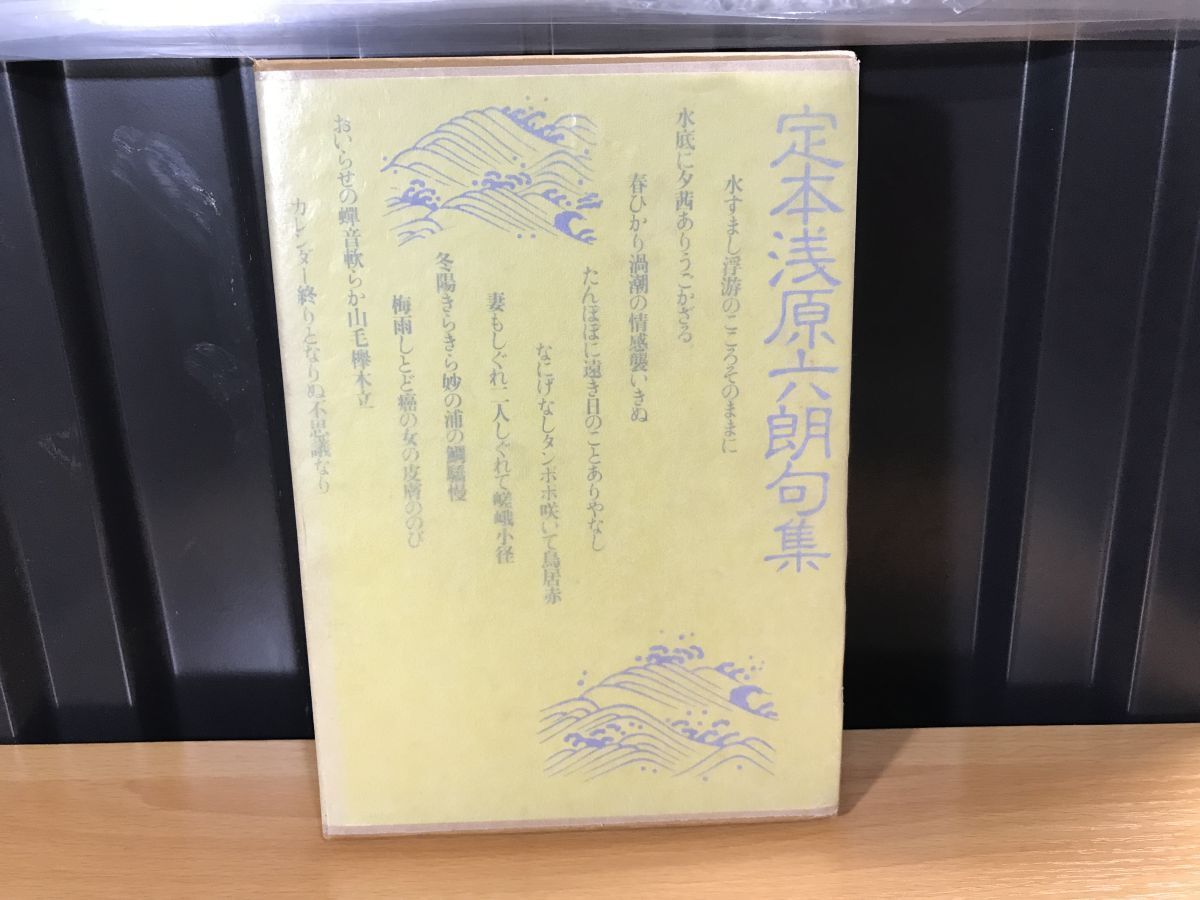 定本浅原六朗句集
水すまし浮游のこころそのままに
水底に夕茜ありうごかざる
春ひかり渦潮の情感襲いきぬ
たんぽぽに遠き日のことありやなし
なにげなしタンポポ咲いて鳥居赤
妻もしぐれ二人しぐれて嵯峨小径
冬陽きらきら妙の浦の鯛驕慢
梅雨しとど癌の女の皮膚ののび
おいらせの蟬音軟らか山毛欅木立
カレンダー終りとなりぬ不思議なり